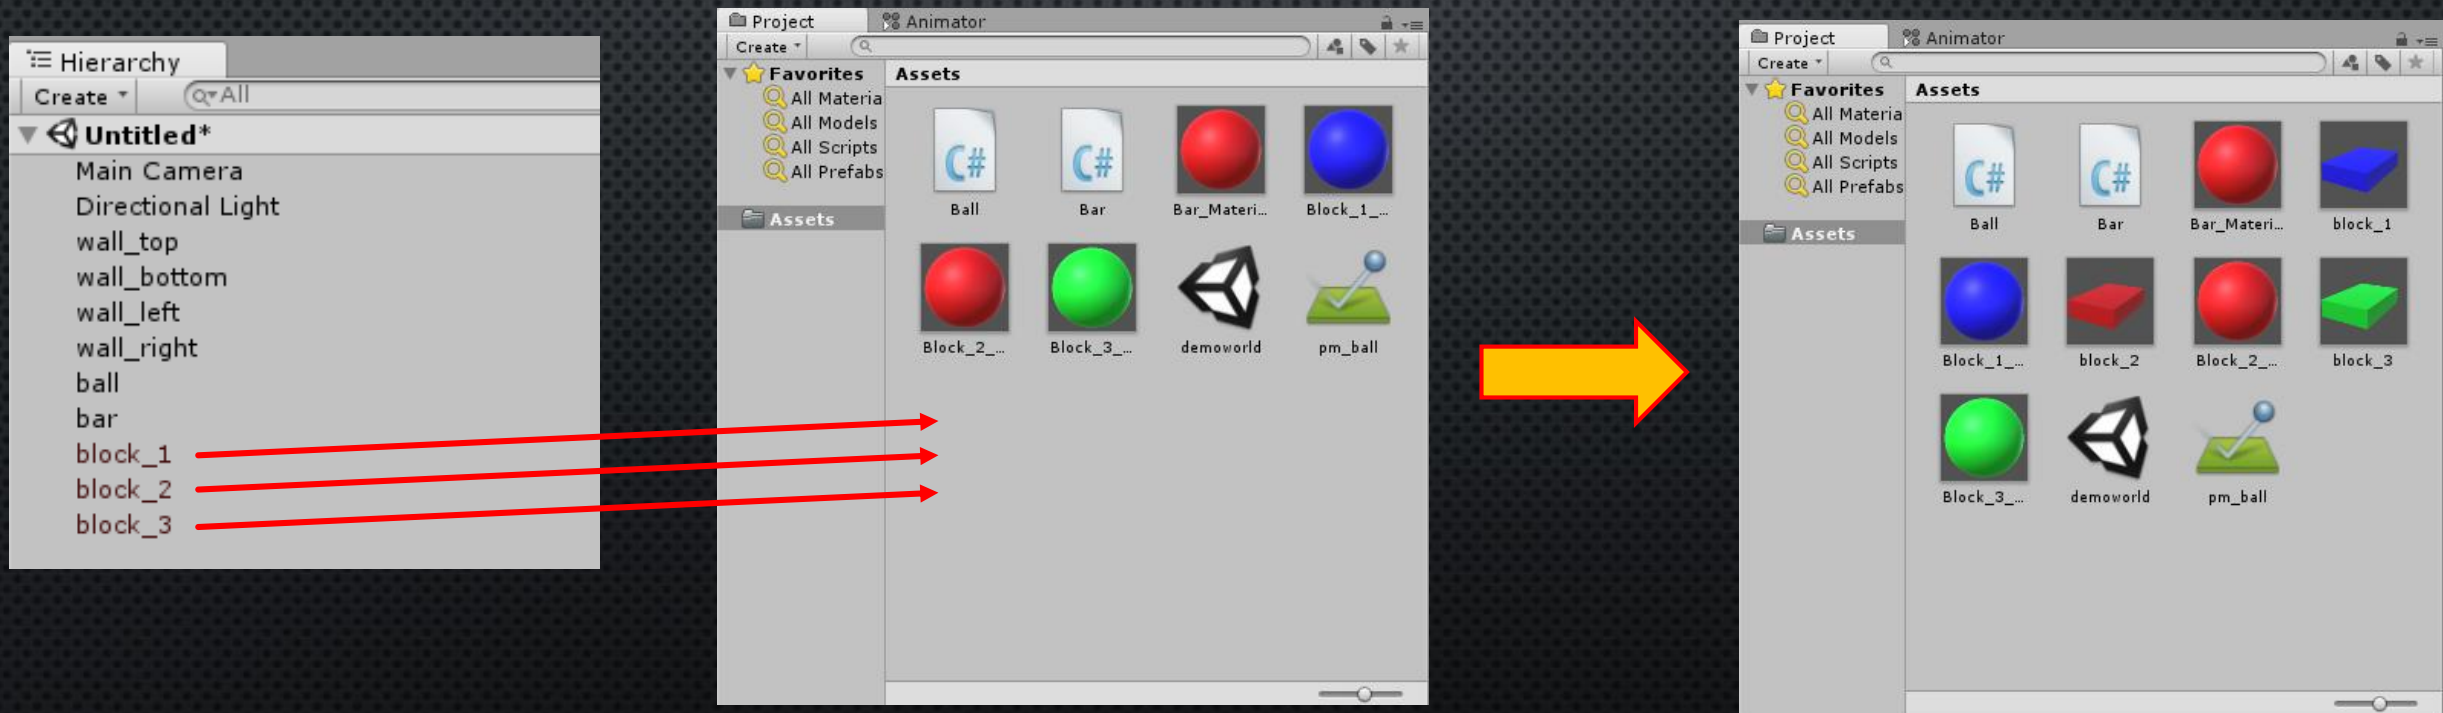 Hierarchy
Create
All
Untitled*
Main Camera
Directional Light
wall_top
wall_bottom
wall_left
wall_right
ball
bar
block_1
block_2
block_3
Project Animator
Create
Favorites
All Materia
All Models
All Scripts
All Prefabs
Assets
Assets
C# C#
Ball Bar Bar_Materi... Block_1_...
Block_2_... Block_3_... demoworld pm_ball
Project Animator
Create
Favorites
All Materia
All Models
All Scripts
All Prefabs
Assets
Assets
C# C#
Ball Bar Bar_Materi... block_1
Block_1_... block_2 Block_2_... block_3
Block_3_... demoworld pm_ball